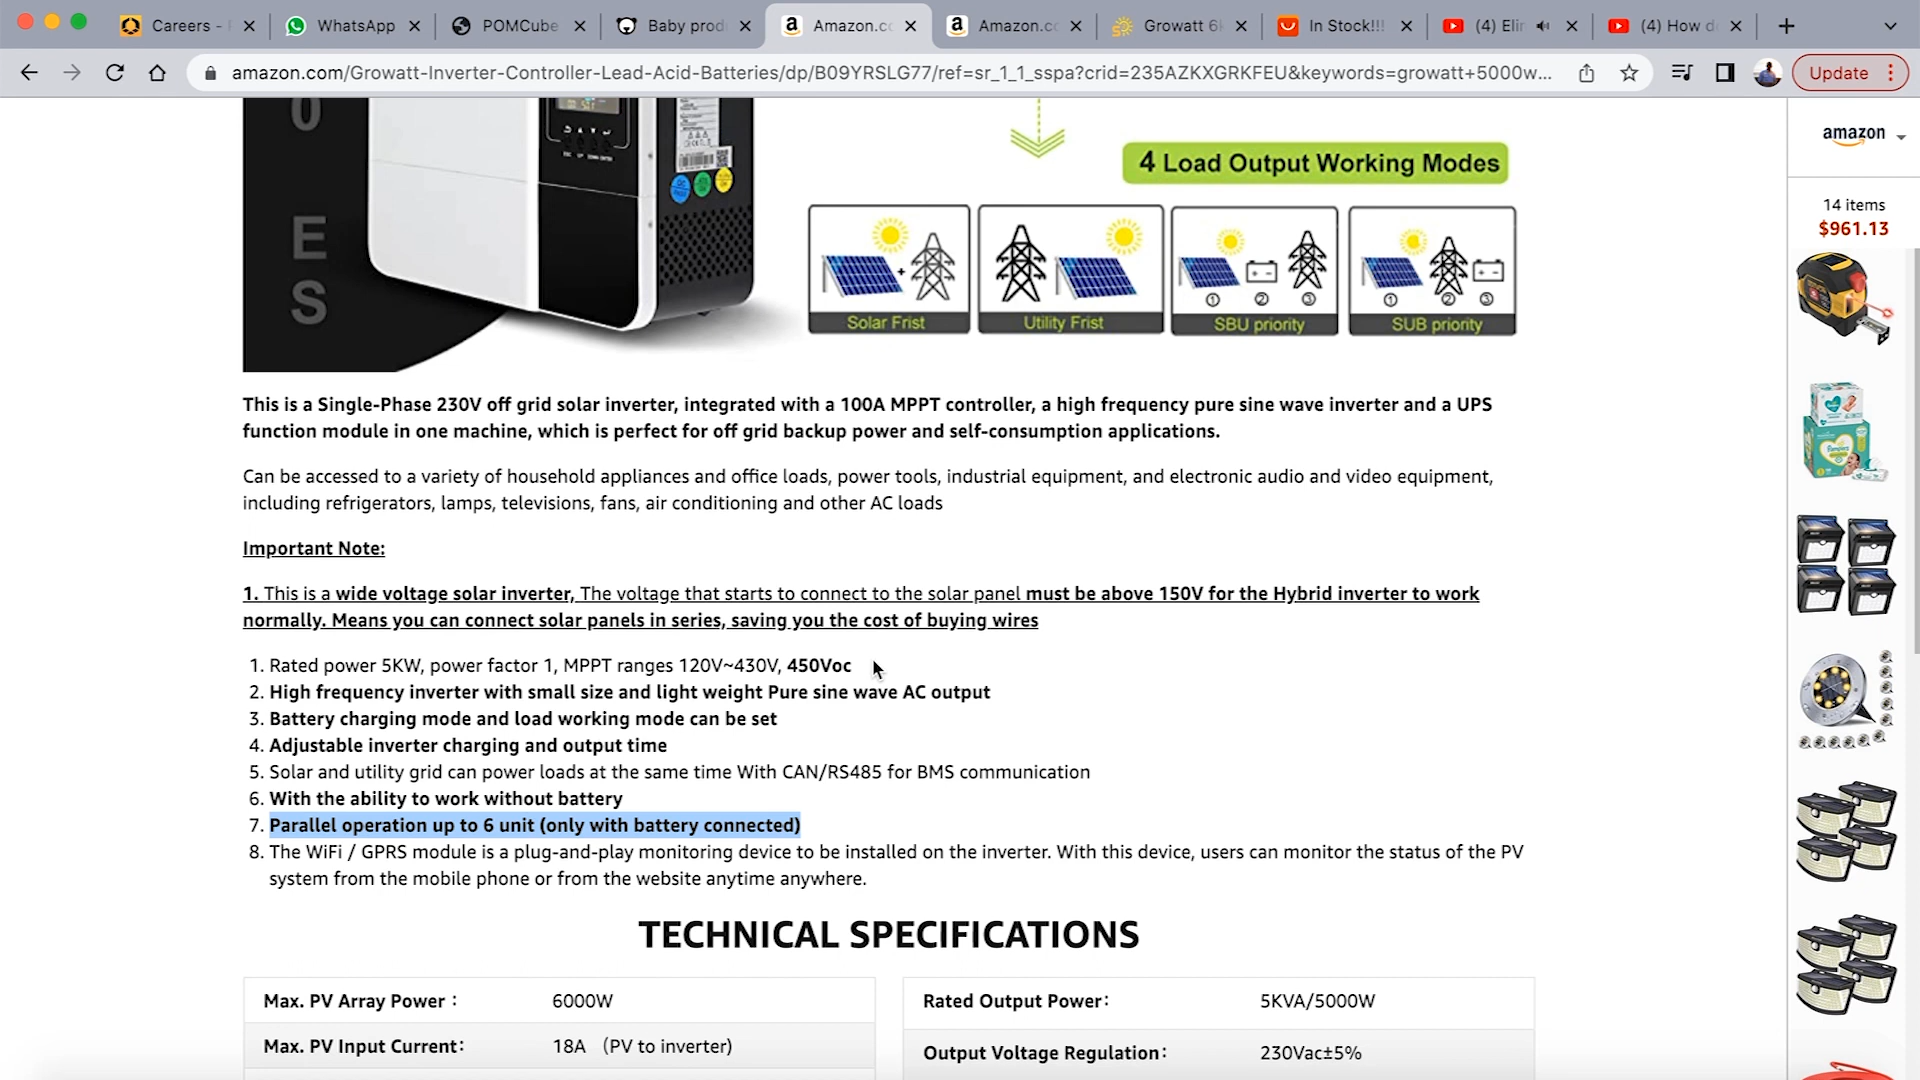 Careers -
WhatsApp
POMCube
Baby prod
Amazon.co
Amazon.co
Growatt 6
In Stock!!!
(4) Elin
(4) How d
amazon.com/Growatt-Inverter-Controller-Lead-Acid-Batteries/dp/B09YRSLG77/ref=sr_1_1_sspa?crid=235AZKXGRKFEU&keywords=growatt+5000w...
Update
0
E
S
4 Load Output Working Modes
Solar Frist
Utility Frist
① ② ③
SBU priority
① ② ③
SUB priority
This is a Single-Phase 230V off grid solar inverter, integrated with a 100A MPPT controller, a high frequency pure sine wave inverter and a UPS
function module in one machine, which is perfect for off grid backup power and self-consumption applications.
Can be accessed to a variety of household appliances and office loads, power tools, industrial equipment, and electronic audio and video equipment,
including refrigerators, lamps, televisions, fans, air conditioning and other AC loads
Important Note:
1. This is a wide voltage solar inverter, The voltage that starts to connect to the solar panel must be above 150V for the Hybrid inverter to work
normally. Means you can connect solar panels in series, saving you the cost of buying wires
1. Rated power 5KW, power factor 1, MPPT ranges 120V~430V, 450Voc
2. High frequency inverter with small size and light weight Pure sine wave AC output
3. Battery charging mode and load working mode can be set
4. Adjustable inverter charging and output time
5. Solar and utility grid can power loads at the same time With CAN/RS485 for BMS communication
6. With the ability to work without battery
7. Parallel operation up to 6 unit (only with battery connected)
8. The WiFi / GPRS module is a plug-and-play monitoring device to be installed on the inverter. With this device, users can monitor the status of the PV
system from the mobile phone or from the website anytime anywhere.
TECHNICAL SPECIFICATIONS
Max. PV Array Power： 6000W
Max. PV Input Current： 18A （PV to inverter)
Rated Output Power： 5KVA/5000W
Output Voltage Regulation： 230Vac±5%
amazon
14 items
$961.13
Pampers